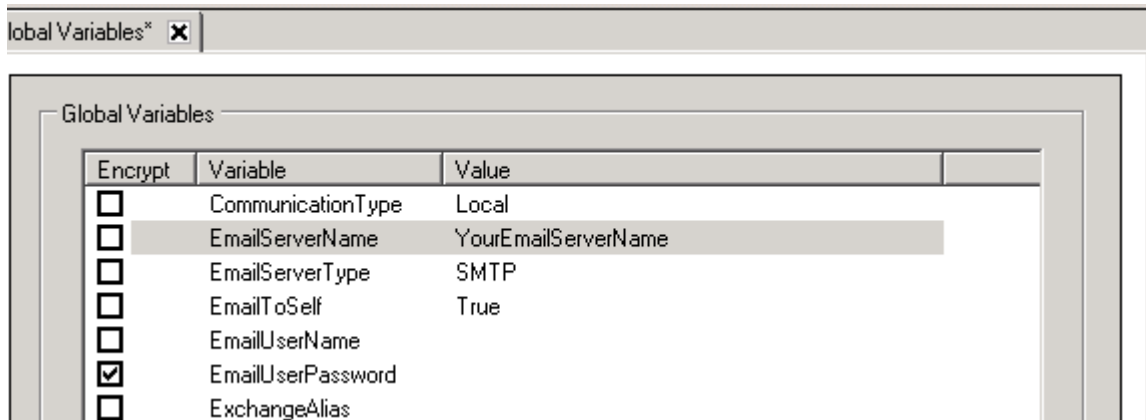 lobal Variables*
Global Variables
Encrypt Variable Value
CommunicationType Local
EmailServerName YourEmailServerName
EmailServerType SMTP
EmailToSelf True
EmailUserName
EmailUserPassword
ExchangeAlias